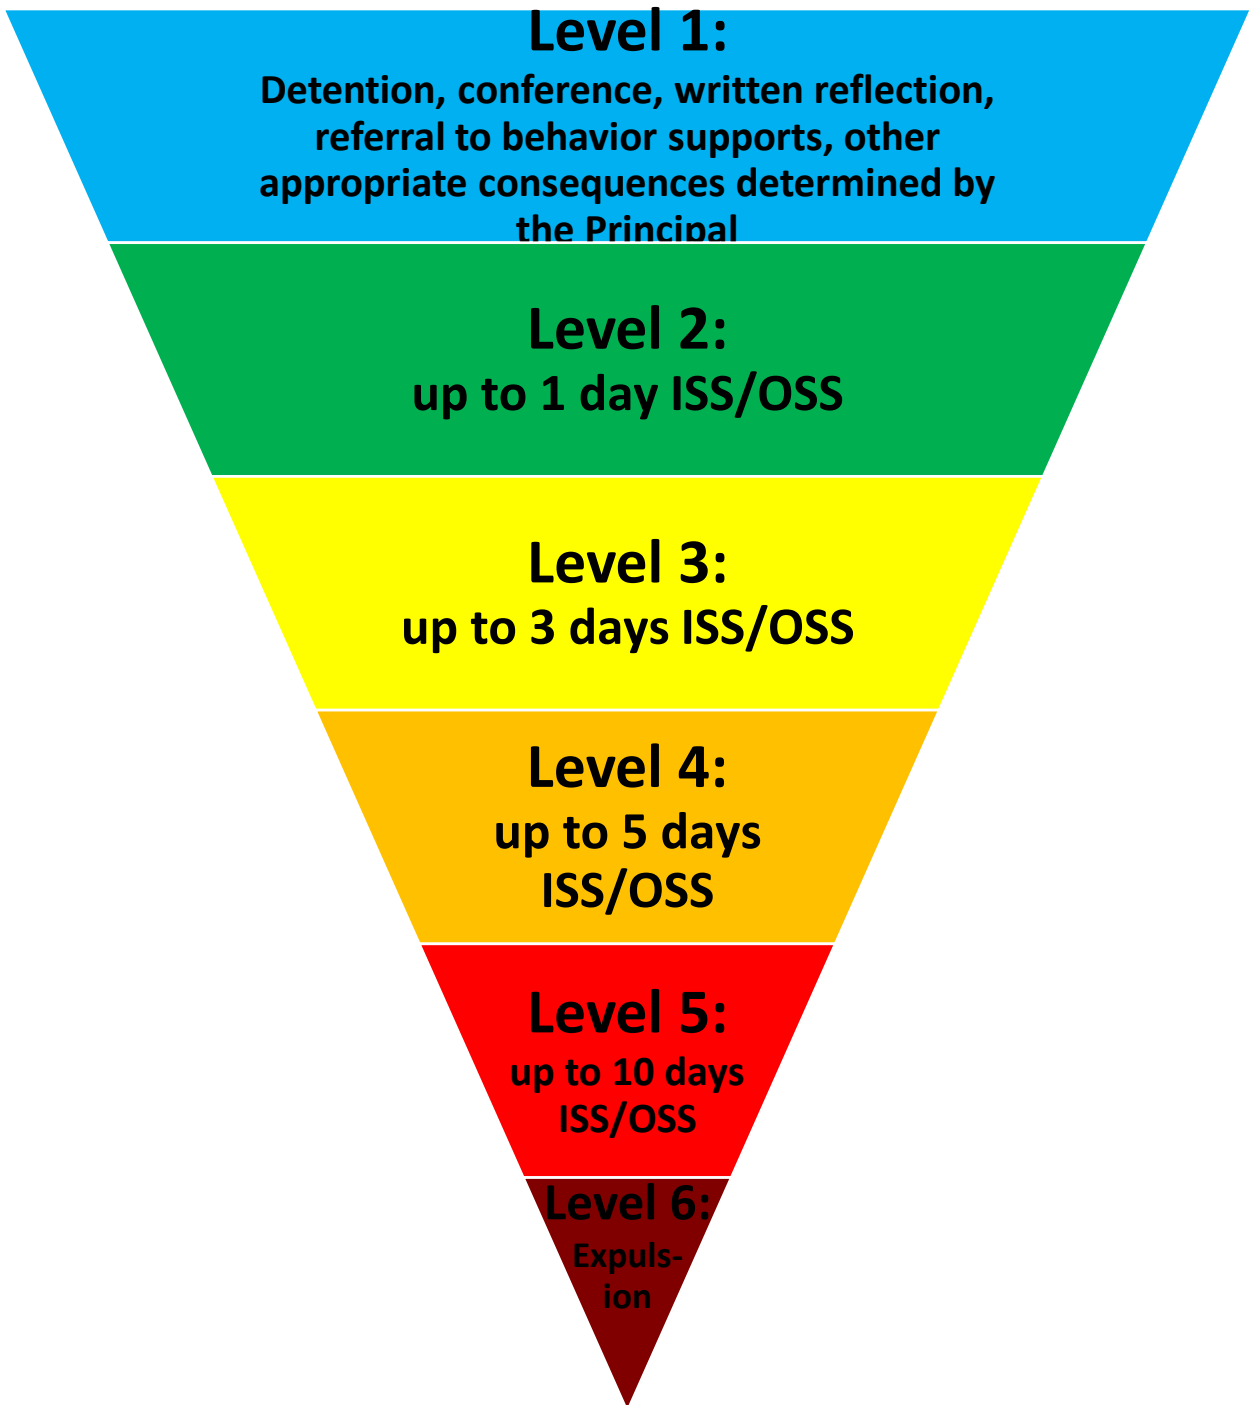 Level 1:
Detention, conference, written reflection,
referral to behavior supports, other
appropriate consequences determined by
the Principal
Level 2:
up to 1 day ISS/OSS
Level 3:
up to 3 days ISS/OSS
Level 4:
up to 5 days
ISS/OSS
Level 5:
up to 10 days
ISS/OSS
Level 6:
Expuls-
ion